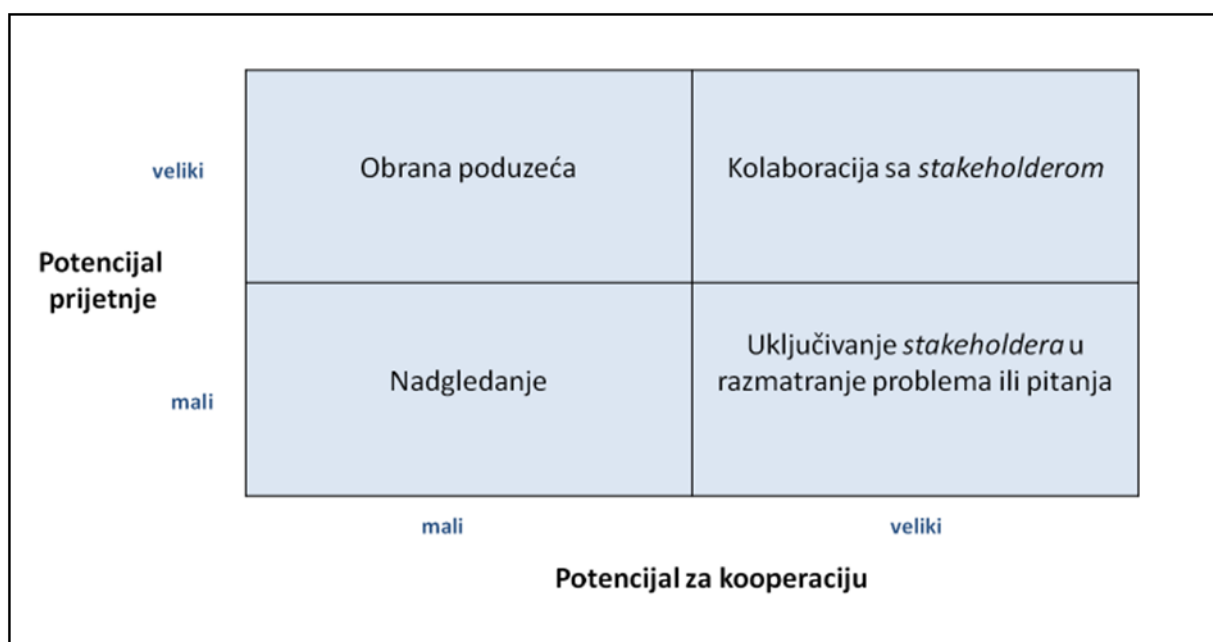 veliki
Obrana poduzeća
Kolaboracija sa stakeholderom
Potencijal
prijetnje
Uključivanje stakeholdera u
razmatranje problema ili pitanja
Nadgledanje
mali
mali
veliki
Potencijal za kooperaciju